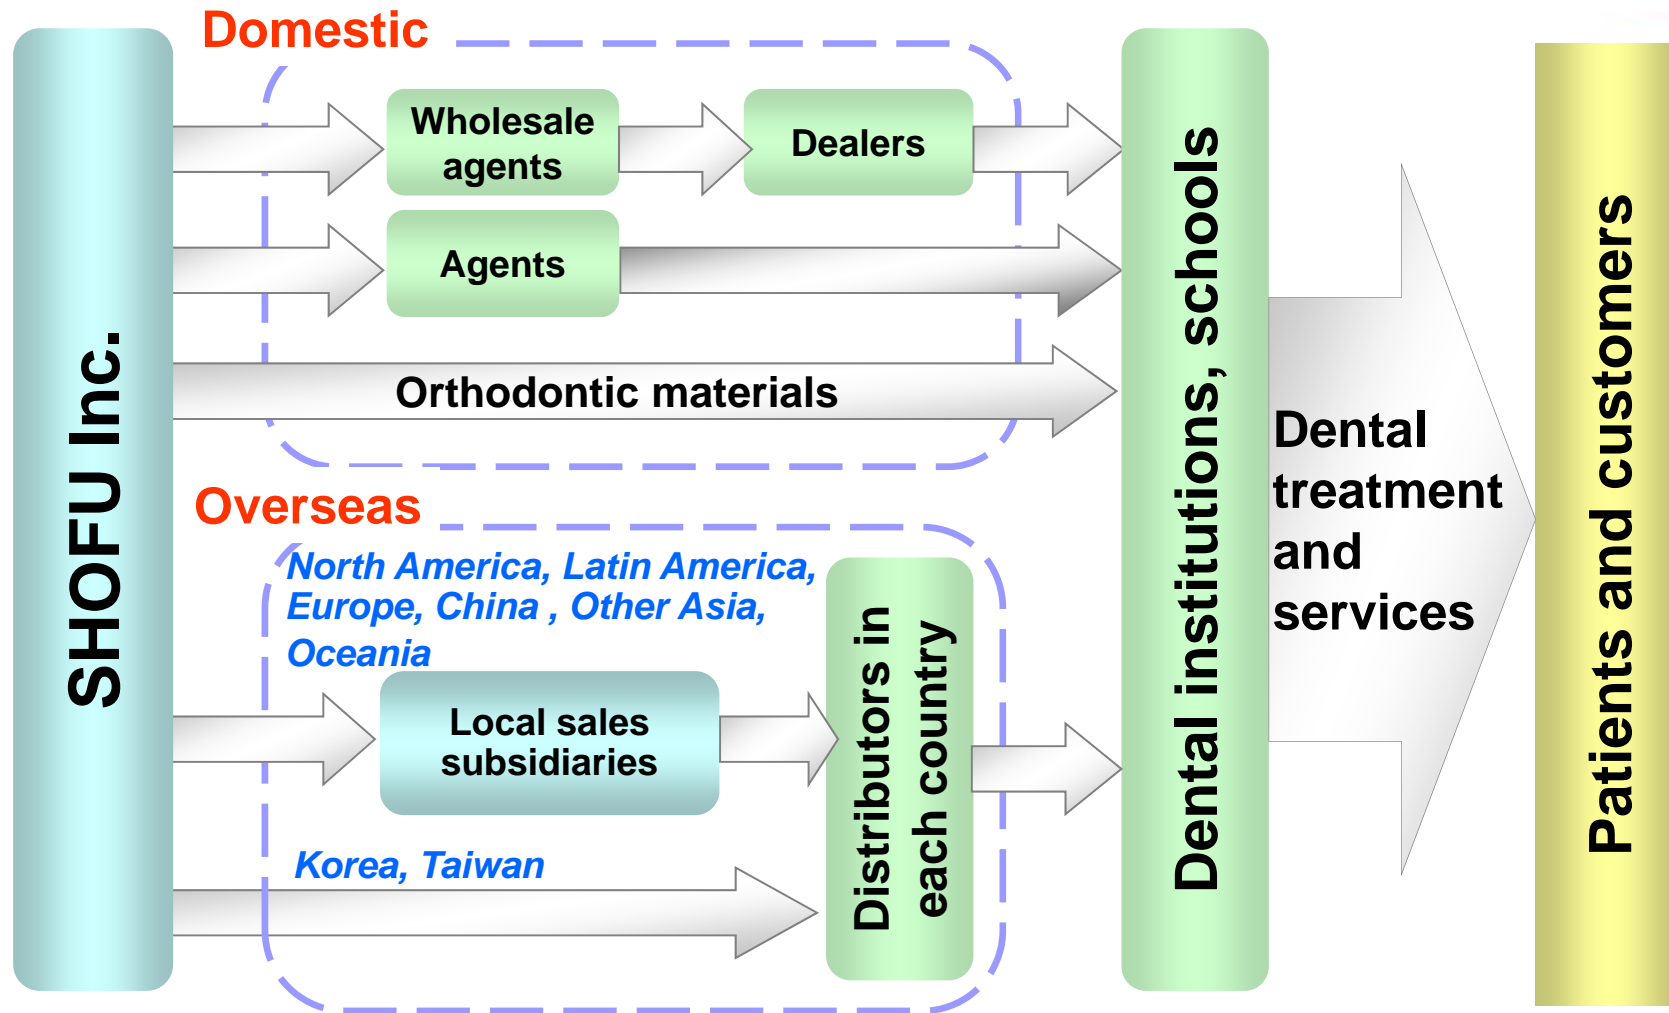 SHOFU Inc.
Domestic
Wholesale
agents
Dealers
Agents
Orthodontic materials
Overseas
North America, Latin America,
Europe, China , Other Asia,
Oceania
Local sales
subsidiaries
Korea, Taiwan
Distributors in
each country
Dental institutions, schools
Dental
treatment
and
services
Patients and customers